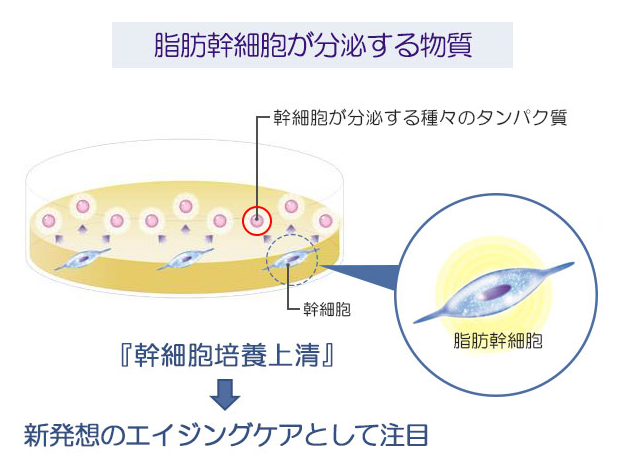 脂肪幹細胞が分泌する物質
幹細胞が分泌する種々のタンパク質
幹細胞
脂肪幹細胞
『幹細胞培養上清』
新発想のエイジングケアとして注目